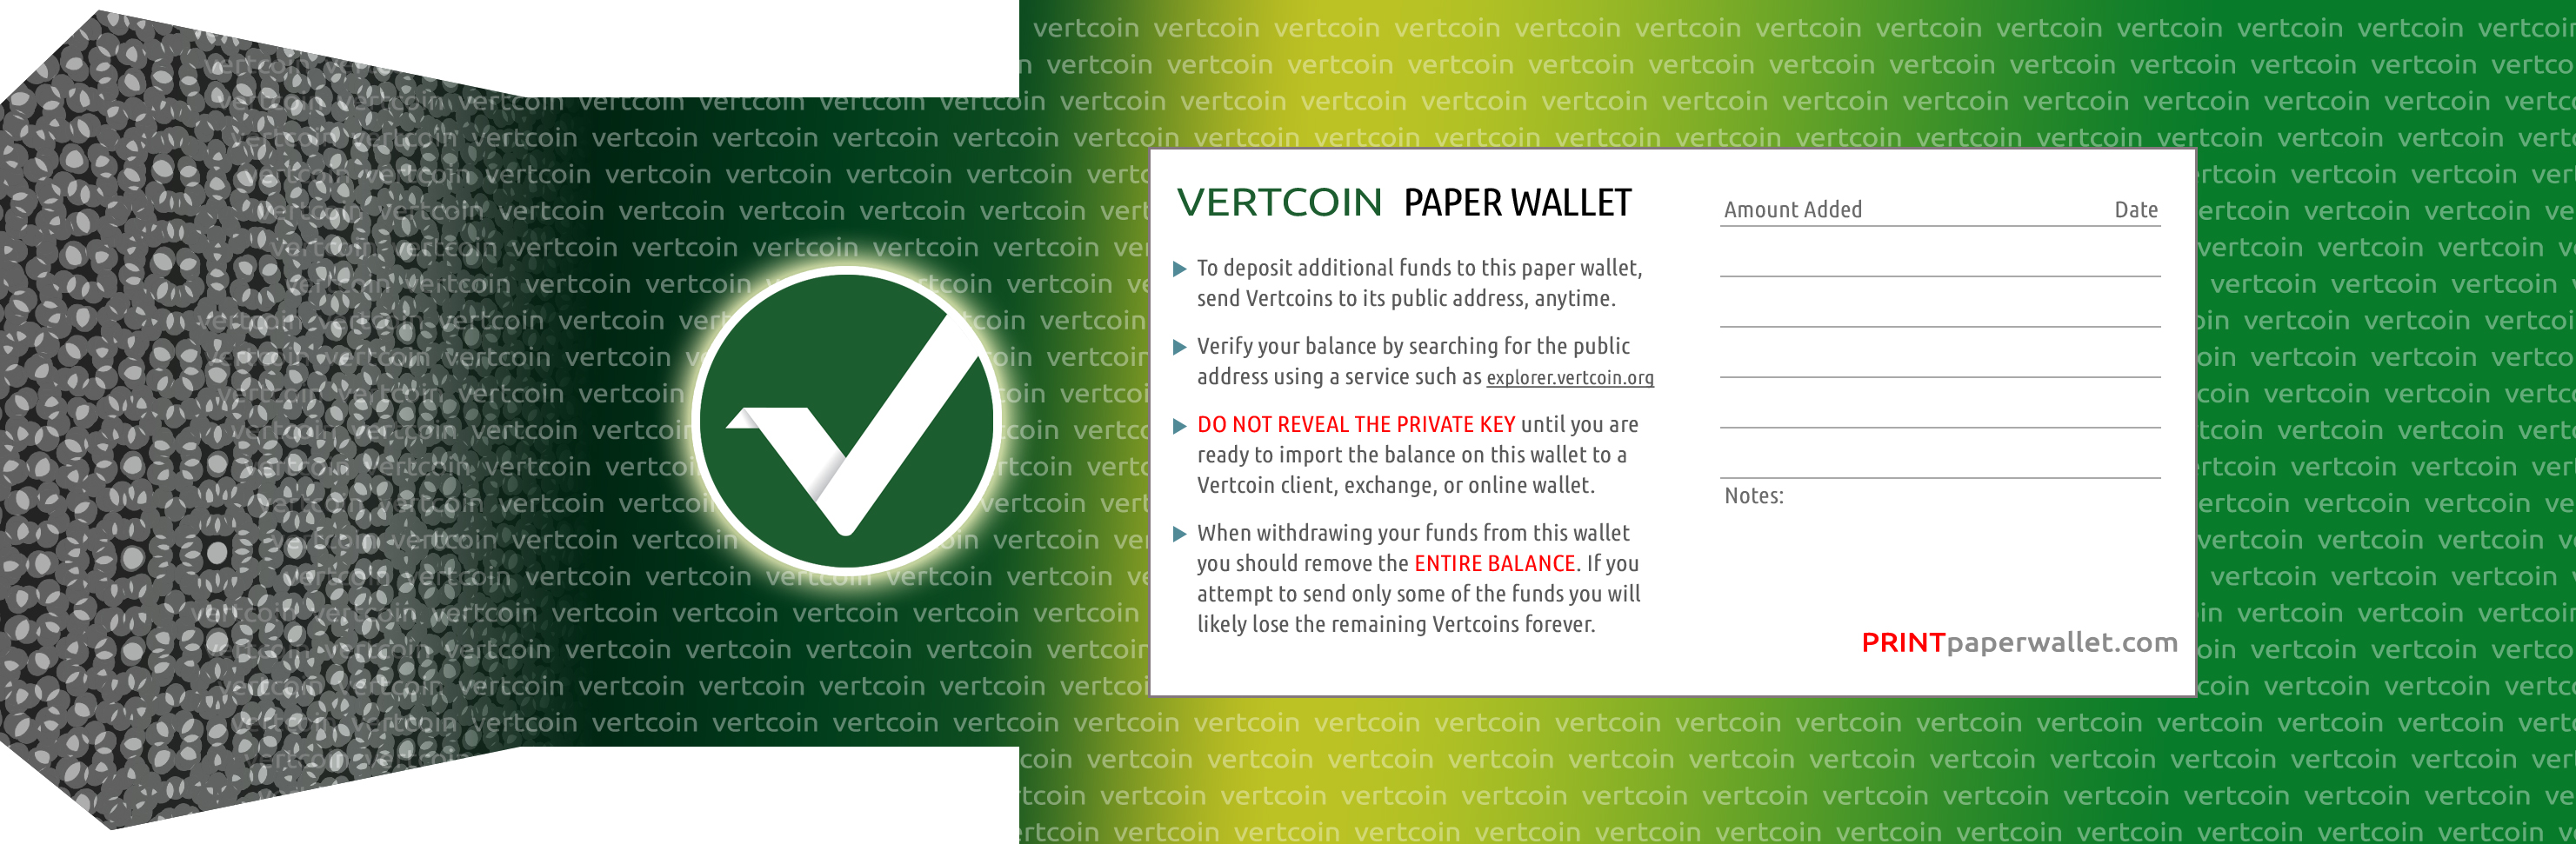 VERTCOIN PAPER WALLET
To deposit additional funds to this paper wallet,
send Vertcoins to its public address, anytime.
Verify your balance by searching for the public
address using a service such as explorer.vertcoin.org
DO NOT REVEAL THE PRIVATE KEY until you are
ready to import the balance on this wallet to a
Vertcoin client, exchange, or online wallet.
When withdrawing your funds from this wallet
you should remove the ENTIRE BALANCE. If you
attempt to send only some of the funds you will
likely lose the remaining Vertcoins forever.
Amount Added Date
Notes:
PRINTpaperwallet.com
vertcoin vertcoin vertcoin vertcoin vertcoin vertcoin vertcoin vertcoin vertcoin vertcoin vertcoin vertcoin vertcoin